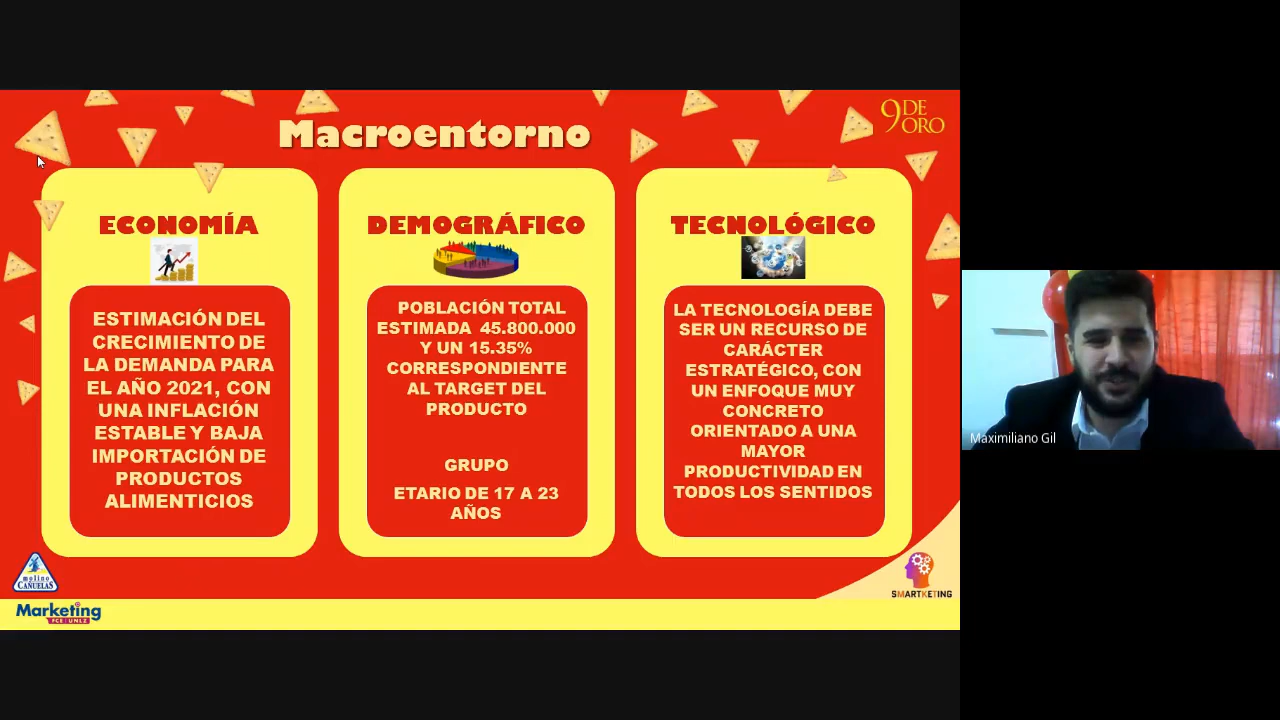 Macroentorno
9 DE
ORO
ECONOMÍA
ESTIMACIÓN DEL
CRECIMIENTO DE
LA DEMANDA PARA
EL AÑO 2021, CON
UNA INFLACIÓN
ESTABLE Y BAJA
IMPORTACIÓN DE
PRODUCTOS
ALIMENTICIOS
DEMOGRÁFICO
POBLACIÓN TOTAL
ESTIMADA 45.800.000
Y UN 15.35%
CORRESPONDIENTE
AL TARGET DEL
PRODUCTO
GRUPO
ETARIO DE 17 A 23
AÑOS
TECNOLÓGICO
LA TECNOLOGÍA DEBE
SER UN RECURSO DE
CARÁCTER
ESTRATÉGICO, CON
UN ENFOQUE MUY
CONCRETO
ORIENTADO A UNA
MAYOR
PRODUCTIVIDAD EN
TODOS LOS SENTIDOS
Maximiliano Gil
molino
CAÑUELAS
Marketing
FCE | UNLZ
SMARTKETING